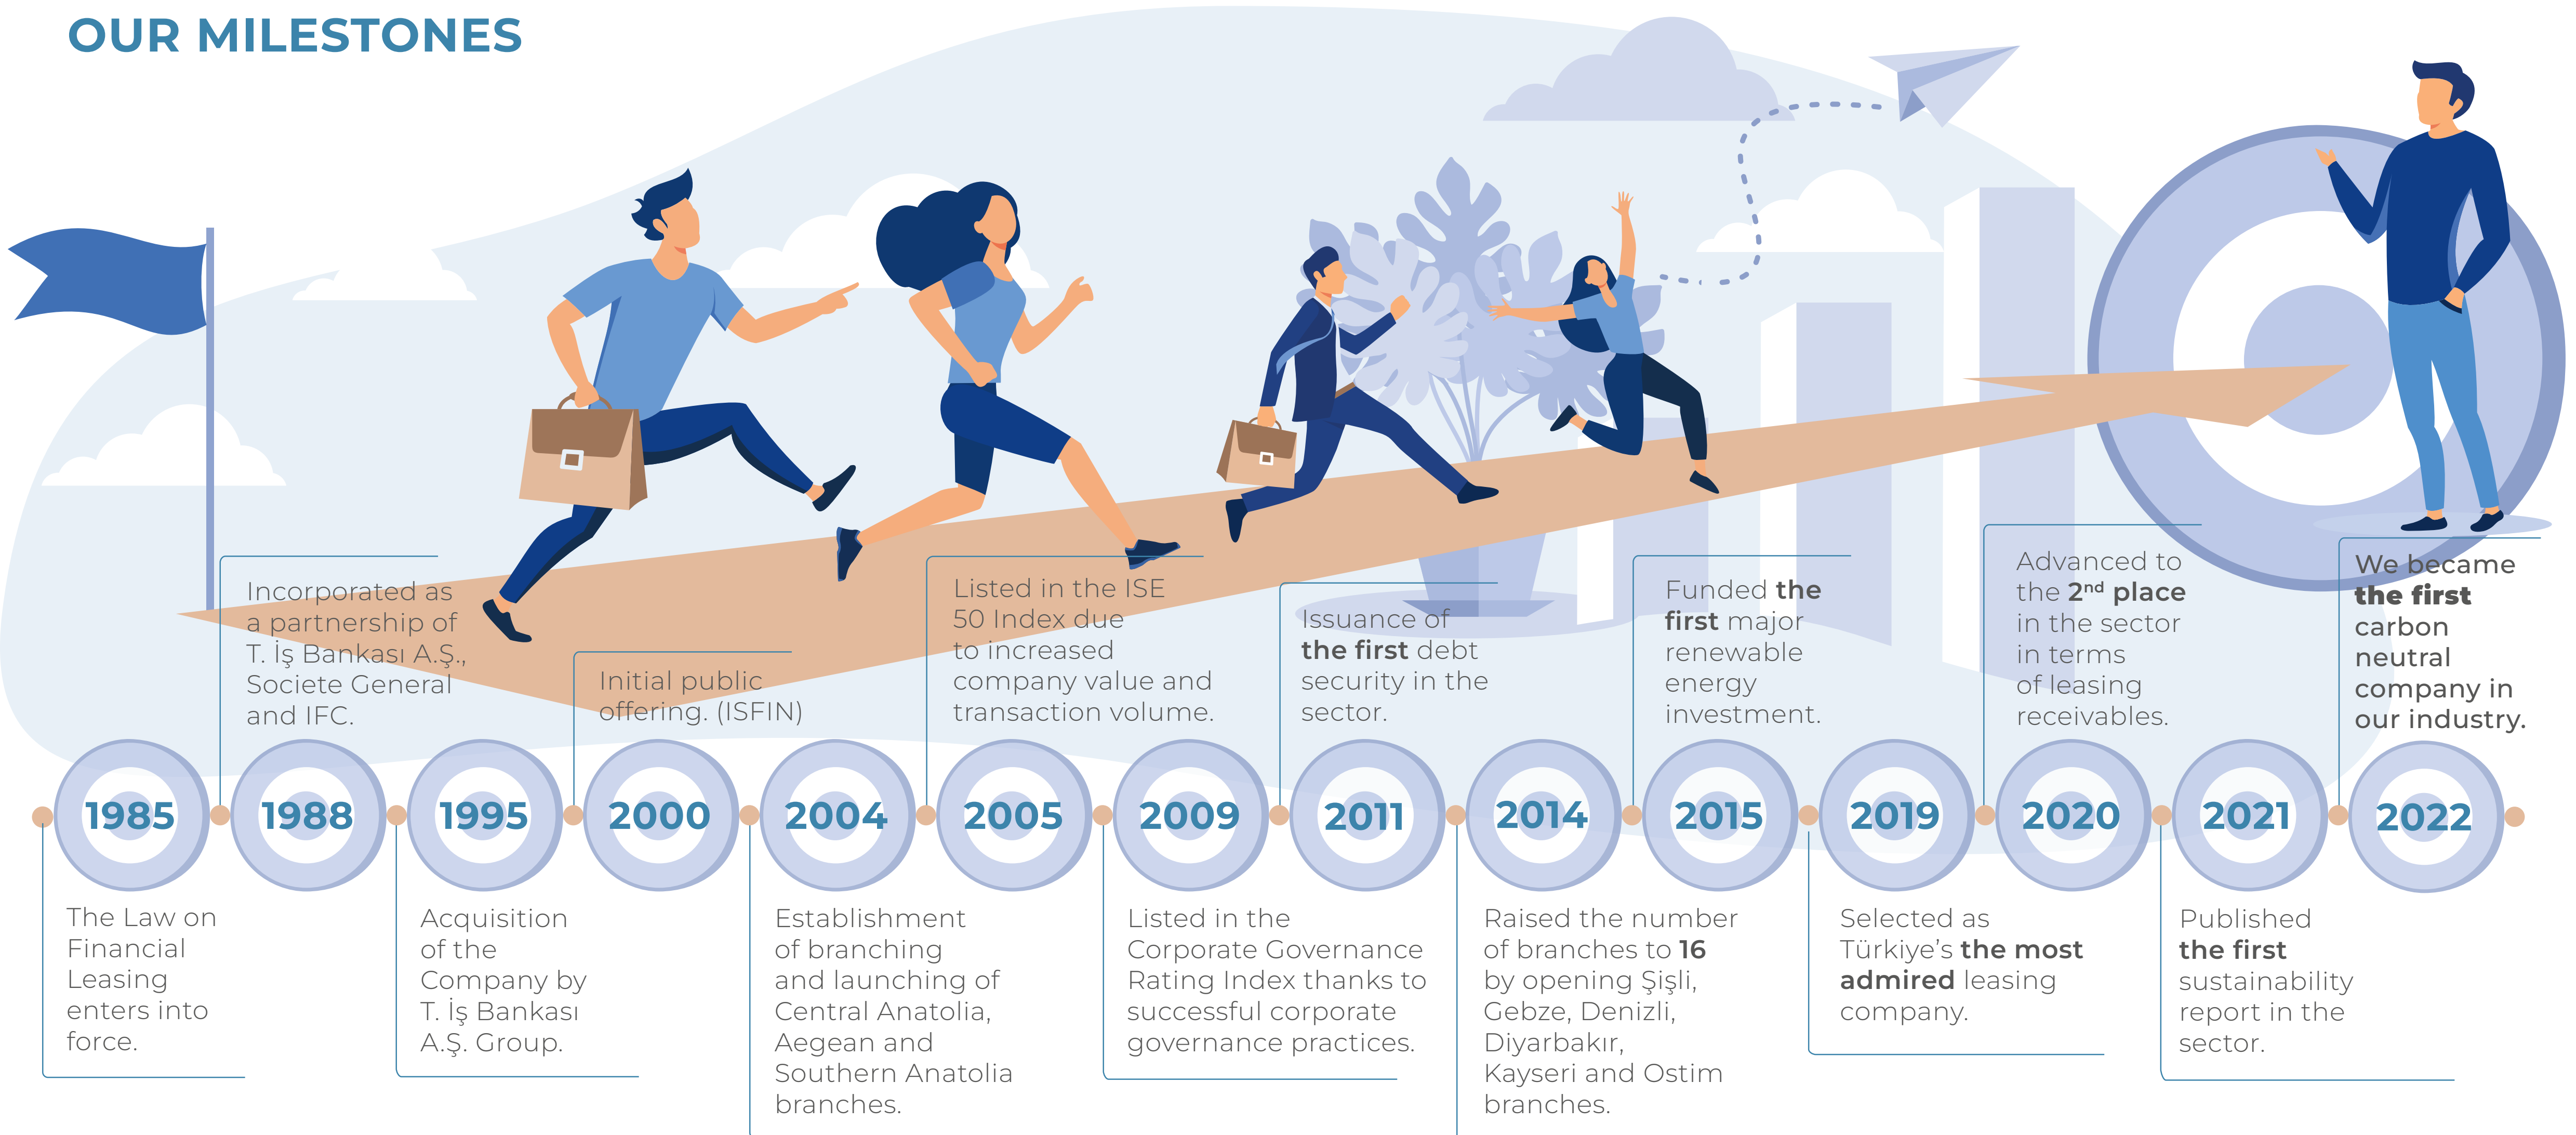 OUR MILESTONES
Incorporated as
a partnership of
T. İş Bankası A.Ş.,
Societe General
and IFC.
Initial public
offering. (ISFIN)
Listed in the ISE
50 Index due
to increased
company value and
transaction volume.
Issuance of
the first debt
security in the
sector.
Funded the
first major
renewable
energy
investment.
Advanced to
the 2nd place
in the sector
in terms
of leasing
receivables.
We became
the first
carbon
neutral
company in
our industry.
1985
1988
1995
2000
2004
2005
2009
2011
2014
2015
2019
2020
2021
2022
The Law on
Financial
Leasing
enters into
force.
Acquisition
of the
Company by
T. İş Bankası
A.Ş. Group.
Establishment
of branching
and launching of
Central Anatolia,
Aegean and
Southern Anatolia
branches.
Listed in the
Corporate Governance
Rating Index thanks to
successful corporate
governance practices.
Raised the number
of branches to 16
by opening Şişli,
Gebze, Denizli,
Diyarbakır,
Kayseri and Ostim
branches.
Selected as
Türkiye’s the most
admired leasing
company.
Published
the first
sustainability
report in the
sector.